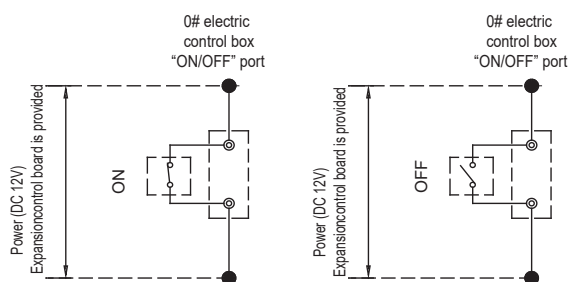 0# electric
control box
“ON/OFF” port
Power (DC 12V)
Expansioncontrol board is provided
ON
0# electric
control box
“ON/OFF” port
Power (DC 12V)
Expansioncontrol board is provided
OFF